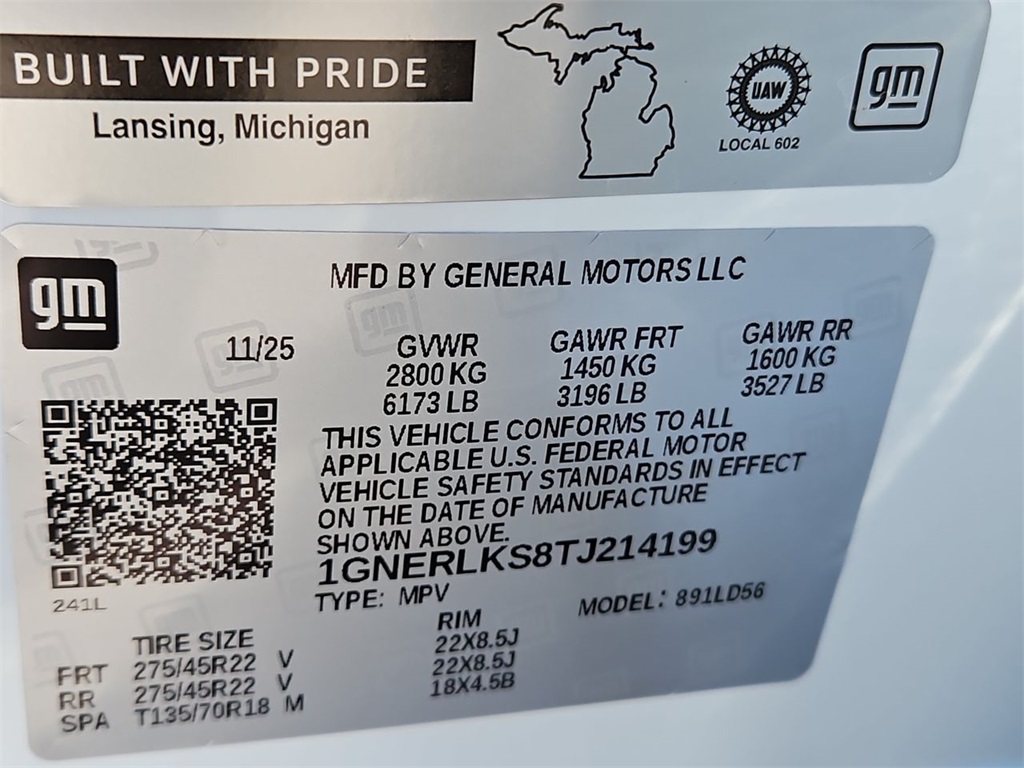 BUILT WITH PRIDE
Lansing, Michigan
UAW
LOCAL 602
gm
gm
MFD BY GENERAL MOTORS LLC
11/25
GVWR
2800 KG
6173 LB
GAWR FRT
1450 KG
3196 LB
GAWR RR
1600 KG
3527 LB
THIS VEHICLE CONFORMS TO ALL
APPLICABLE U.S. FEDERAL MOTOR
VEHICLE SAFETY STANDARDS IN EFFECT
ON THE DATE OF MANUFACTURE
SHOWN ABOVE.
1GNERLKS8TJ214199
TYPE: MPV
MODEL: 891LD56
241L
TIRE SIZE RIM
FRT 275/45R22 V 22X8.5J
RR 275/45R22 V 22X8.5J
SPA T135/70R18 M 18X4.5B